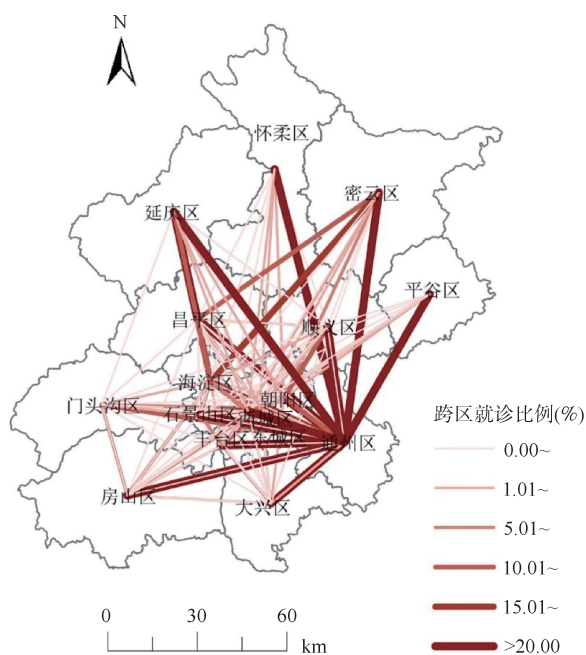 N
怀柔区
密云区
延庆区
平谷区
昌平区
顺义区
海淀区
朝阳区
门头沟区
石景山区
西城区
丰台区
东城区
通州区
房山区
大兴区
跨区就诊比例(%)
0.00~
1.01~
5.01~
10.01~
15.01~
>20.00
0 30 60
km